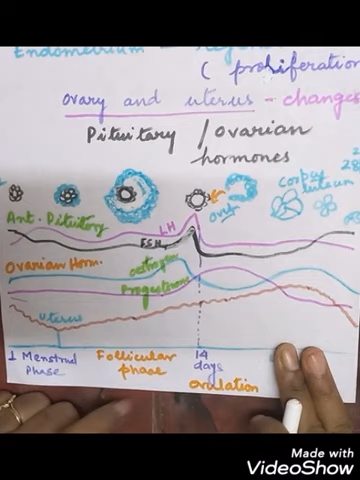 Endometrium
( proliferation
ovary and uterus - changes
Pituitary / ovarian
hormones
28
corpus
luteum
Ant. Pituitary
LH
FSH
Ovarian Horm.
oestrogen
Progesterone
uterus
1 Menstrual
Phase
Follicular
phase
14
days
ovulation
Made with
VideoShow